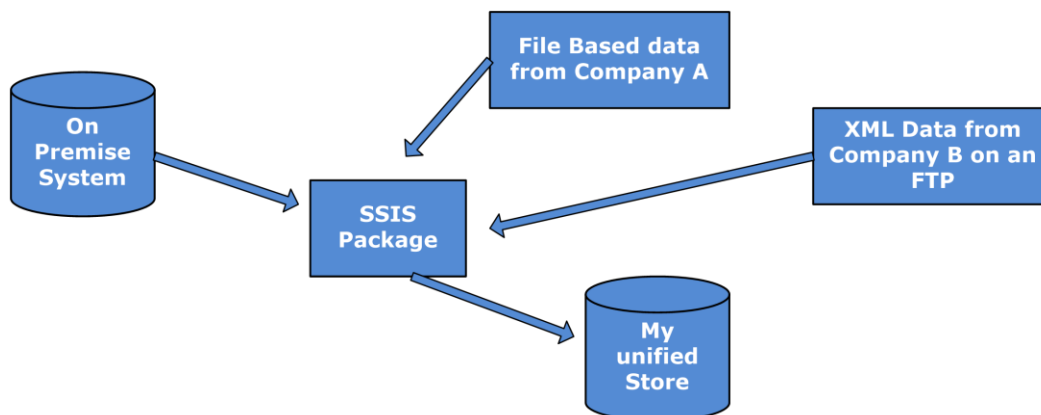 File Based data
from Company A
On
Premise
System
XML Data from
Company B on an
FTP
SSIS
Package
My
unified
Store